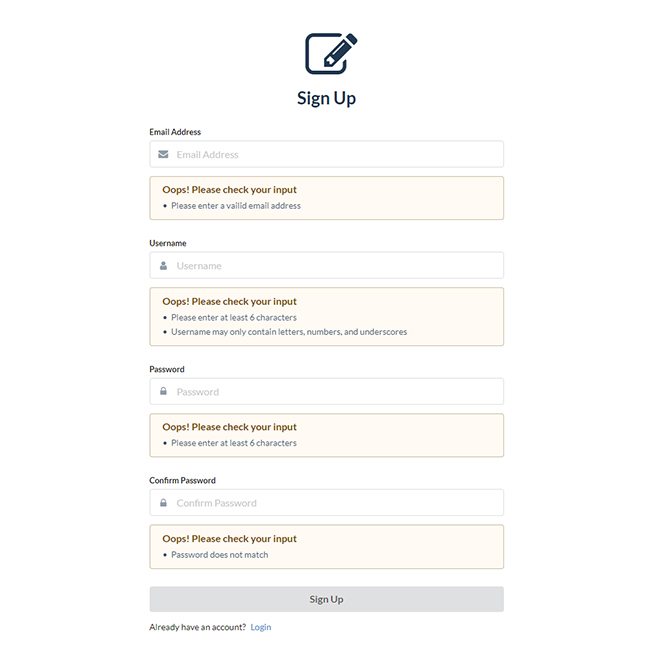 Sign Up
Email Address
Email Address
Oops! Please check your input
• Please enter a vailid email address
Username
Username
Oops! Please check your input
• Please enter at least 6 characters
• Username may only contain letters, numbers, and underscores
Password
Password
Oops! Please check your input
• Please enter at least 6 characters
Confirm Password
Confirm Password
Oops! Please check your input
• Password does not match
Sign Up
Already have an account? Login